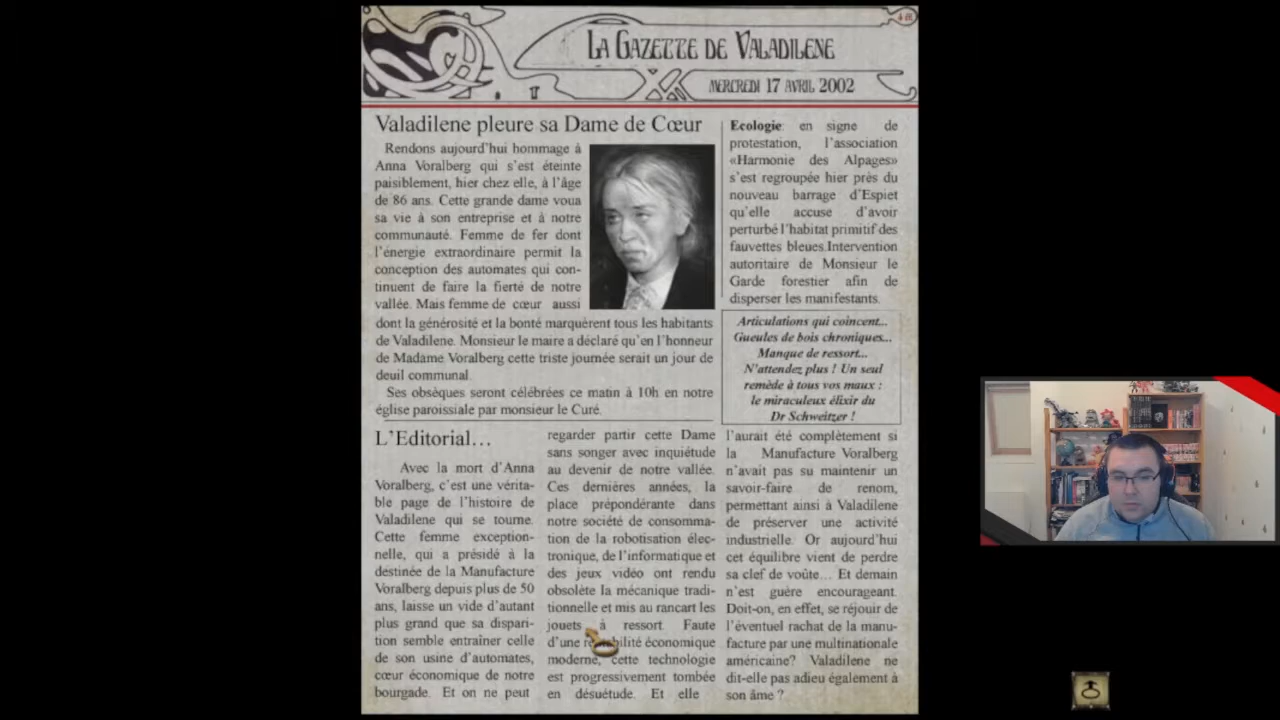 La Gazette de Valadilene
Mercredi 17 Avril 2002
Valadilene pleure sa Dame de Cœur
Rendons aujourd'hui hommage à
Anna Voralberg qui s'est éteinte
paisiblement, hier chez elle, à l'âge
de 86 ans. Cette grande dame voua
sa vie à son entreprise et à notre
communauté. Femme de fer dont
l'énergie extraordinaire permit la
conception des automates qui con-
tinuent de faire la fierté de notre
vallée. Mais femme de cœur aussi
dont la générosité et la bonté marquèrent tous les habitants
de Valadilene. Monsieur le maire a déclaré qu'en l'honneur
de Madame Voralberg cette triste journée serait un jour de
deuil communal.
Ses obsèques seront célébrées ce matin à 10h en notre
église paroissiale par monsieur le Curé.
Ecologie: en signe de
protestation, l'association
«Harmonie des Alpages»
s'est regroupée hier près du
nouveau barrage d'Espiet
qu'elle accuse d'avoir
perturbé l'habitat primitif des
fauvettes bleues.Intervention
autoritaire de Monsieur le
Garde forestier afin de
disperser les manifestants.
Articulations qui coincent...
Gueules de bois chroniques...
Manque de ressort...
N'attendez plus ! Un seul
remède à tous vos maux :
le miraculeux élixir du
Dr Schweitzer !
L'Editorial…
Avec la mort d'Anna
Voralberg, c'est une vérita-
ble page de l'histoire de
Valadilene qui se tourne.
Cette femme exception-
nelle, qui a présidé à la
destinée de la Manufacture
Voralberg depuis plus de 50
ans, laisse un vide d'autant
plus grand que sa dispari-
tion semble entraîner celle
de son usine d'automates,
cœur économique de notre
bourgade. Et on ne peut
regarder partir cette Dame
sans songer avec inquiétude
au devenir de notre vallée.
Ces dernières années, la
place prépondérante dans
notre société de consomma-
tion de la robotisation élec-
tronique, de l'informatique et
des jeux vidéo ont rendu
obsolète la mécanique tradi-
tionnelle et mis au rancart les
jouets à ressort. Faute
d'une économique
moderne, cette technologie
est progressivement tombée
en désuétude. Et elle
l'aurait été complètement si
la Manufacture Voralberg
n'avait pas su maintenir un
savoir-faire de renom,
permettant ainsi à Valadilene
de préserver une activité
industrielle. Or aujourd'hui
cet équilibre vient de perdre
sa clef de voûte… Et demain
n'est guère encourageant.
Doit-on, en effet, se réjouir de
l'éventuel rachat de la manu-
facture par une multinationale
américaine? Valadilene ne
dit-elle pas adieu également à
son âme ?